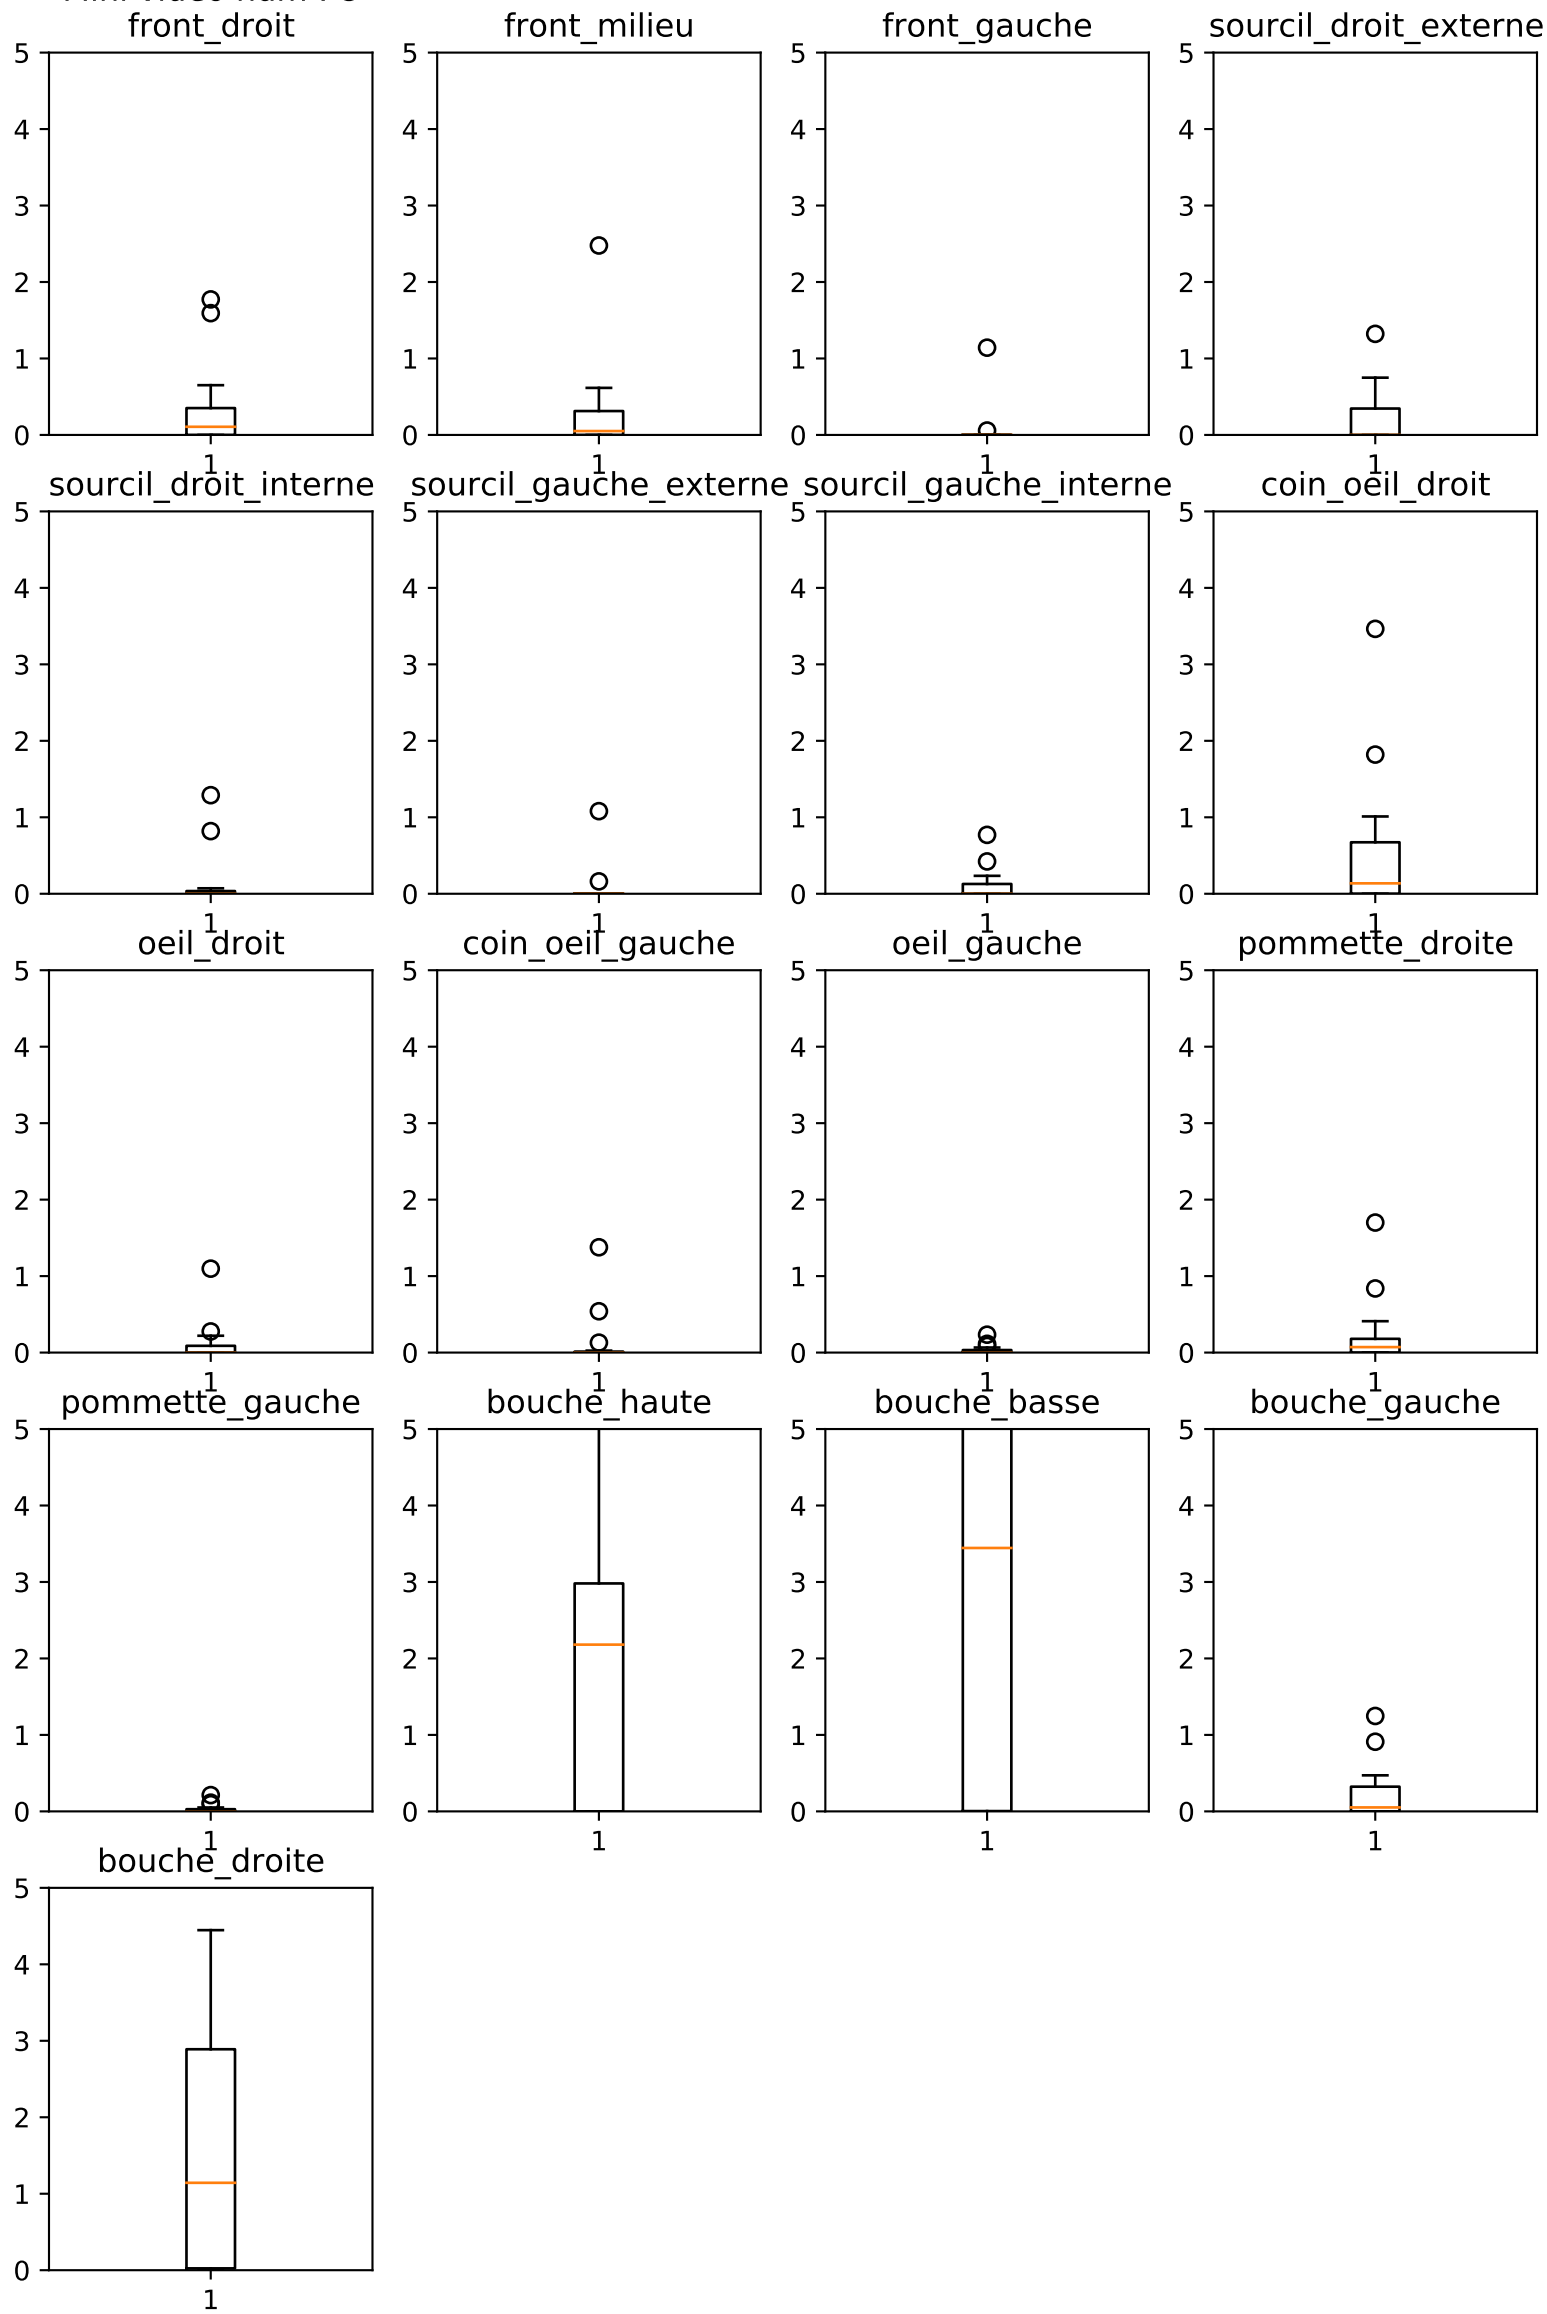 front_droit front_milieu front_gauche sourcil_droit_externe
5 5 5 5
4 4 4 4
3 3 3 3
2 2 2 2
1 1 1 1
0 0 0 0
1 1 1 1
sourcil_droit_interne sourcil_gauche_externe sourcil_gauche_interne coin_oeil_droit
5 5 5 5
4 4 4 4
3 3 3 3
2 2 2 2
1 1 1 1
0 0 0 0
1 1 1 1
oeil_droit coin_oeil_gauche oeil_gauche pommette_droite
5 5 5 5
4 4 4 4
3 3 3 3
2 2 2 2
1 1 1 1
0 0 0 0
1 1 1 1
pommette_gauche bouche_haute bouche_basse bouche_gauche
5 5 5 5
4 4 4 4
3 3 3 3
2 2 2 2
1 1 1 1
0 0 0 0
1 1 1 1
bouche_droite
5
4
3
2
1
0
1